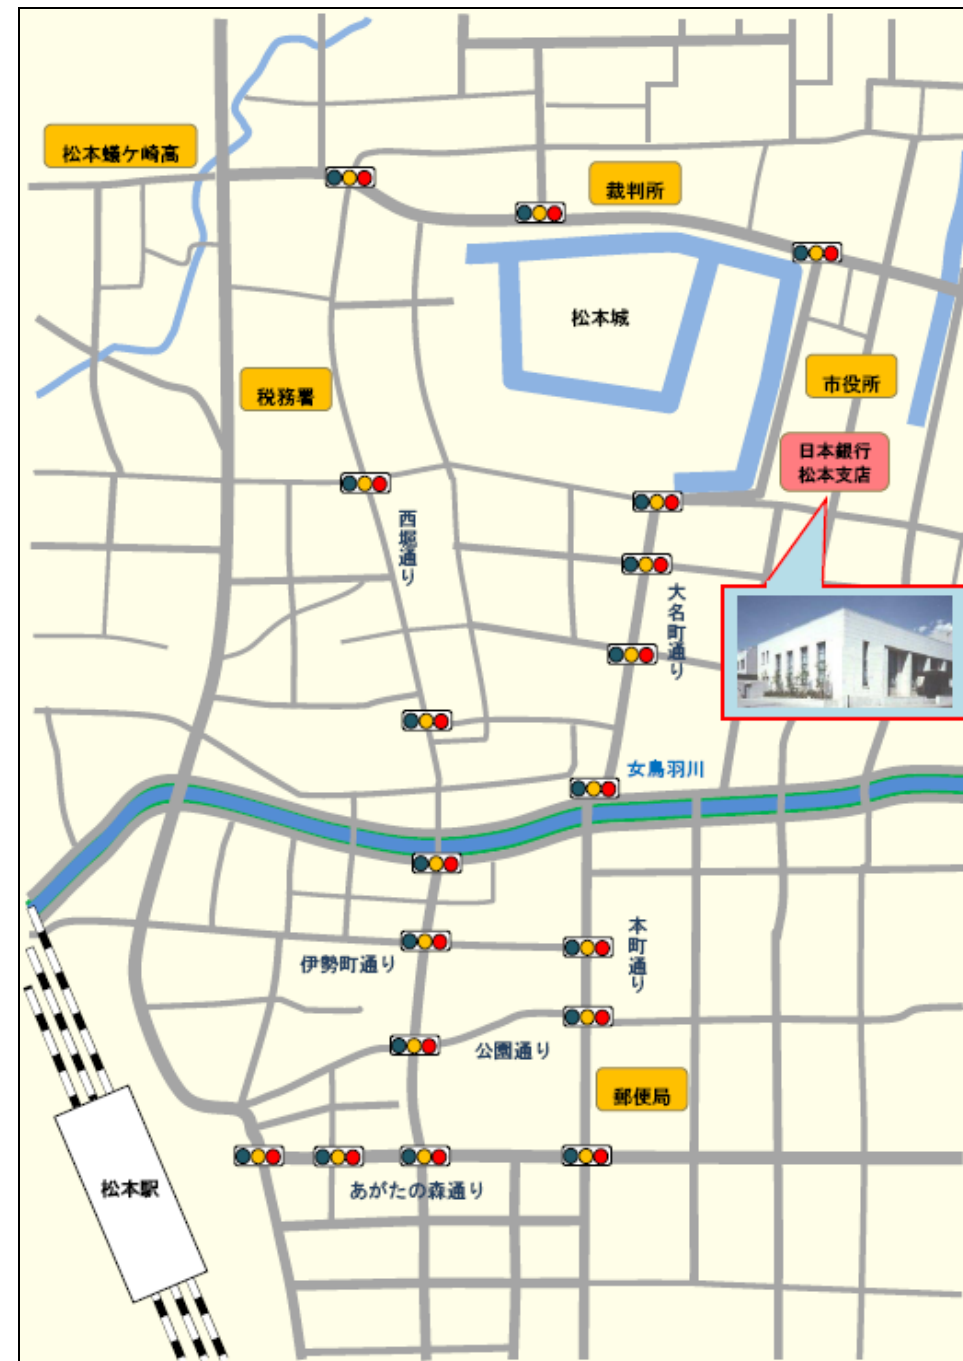 松本蟻ケ崎高
裁判所
松本城
税務署
市役所
日本銀行
松本支店
西堀通り
大名町通り
女鳥羽川
本町通り
伊勢町通り
公園通り
郵便局
あがたの森通り
松本駅